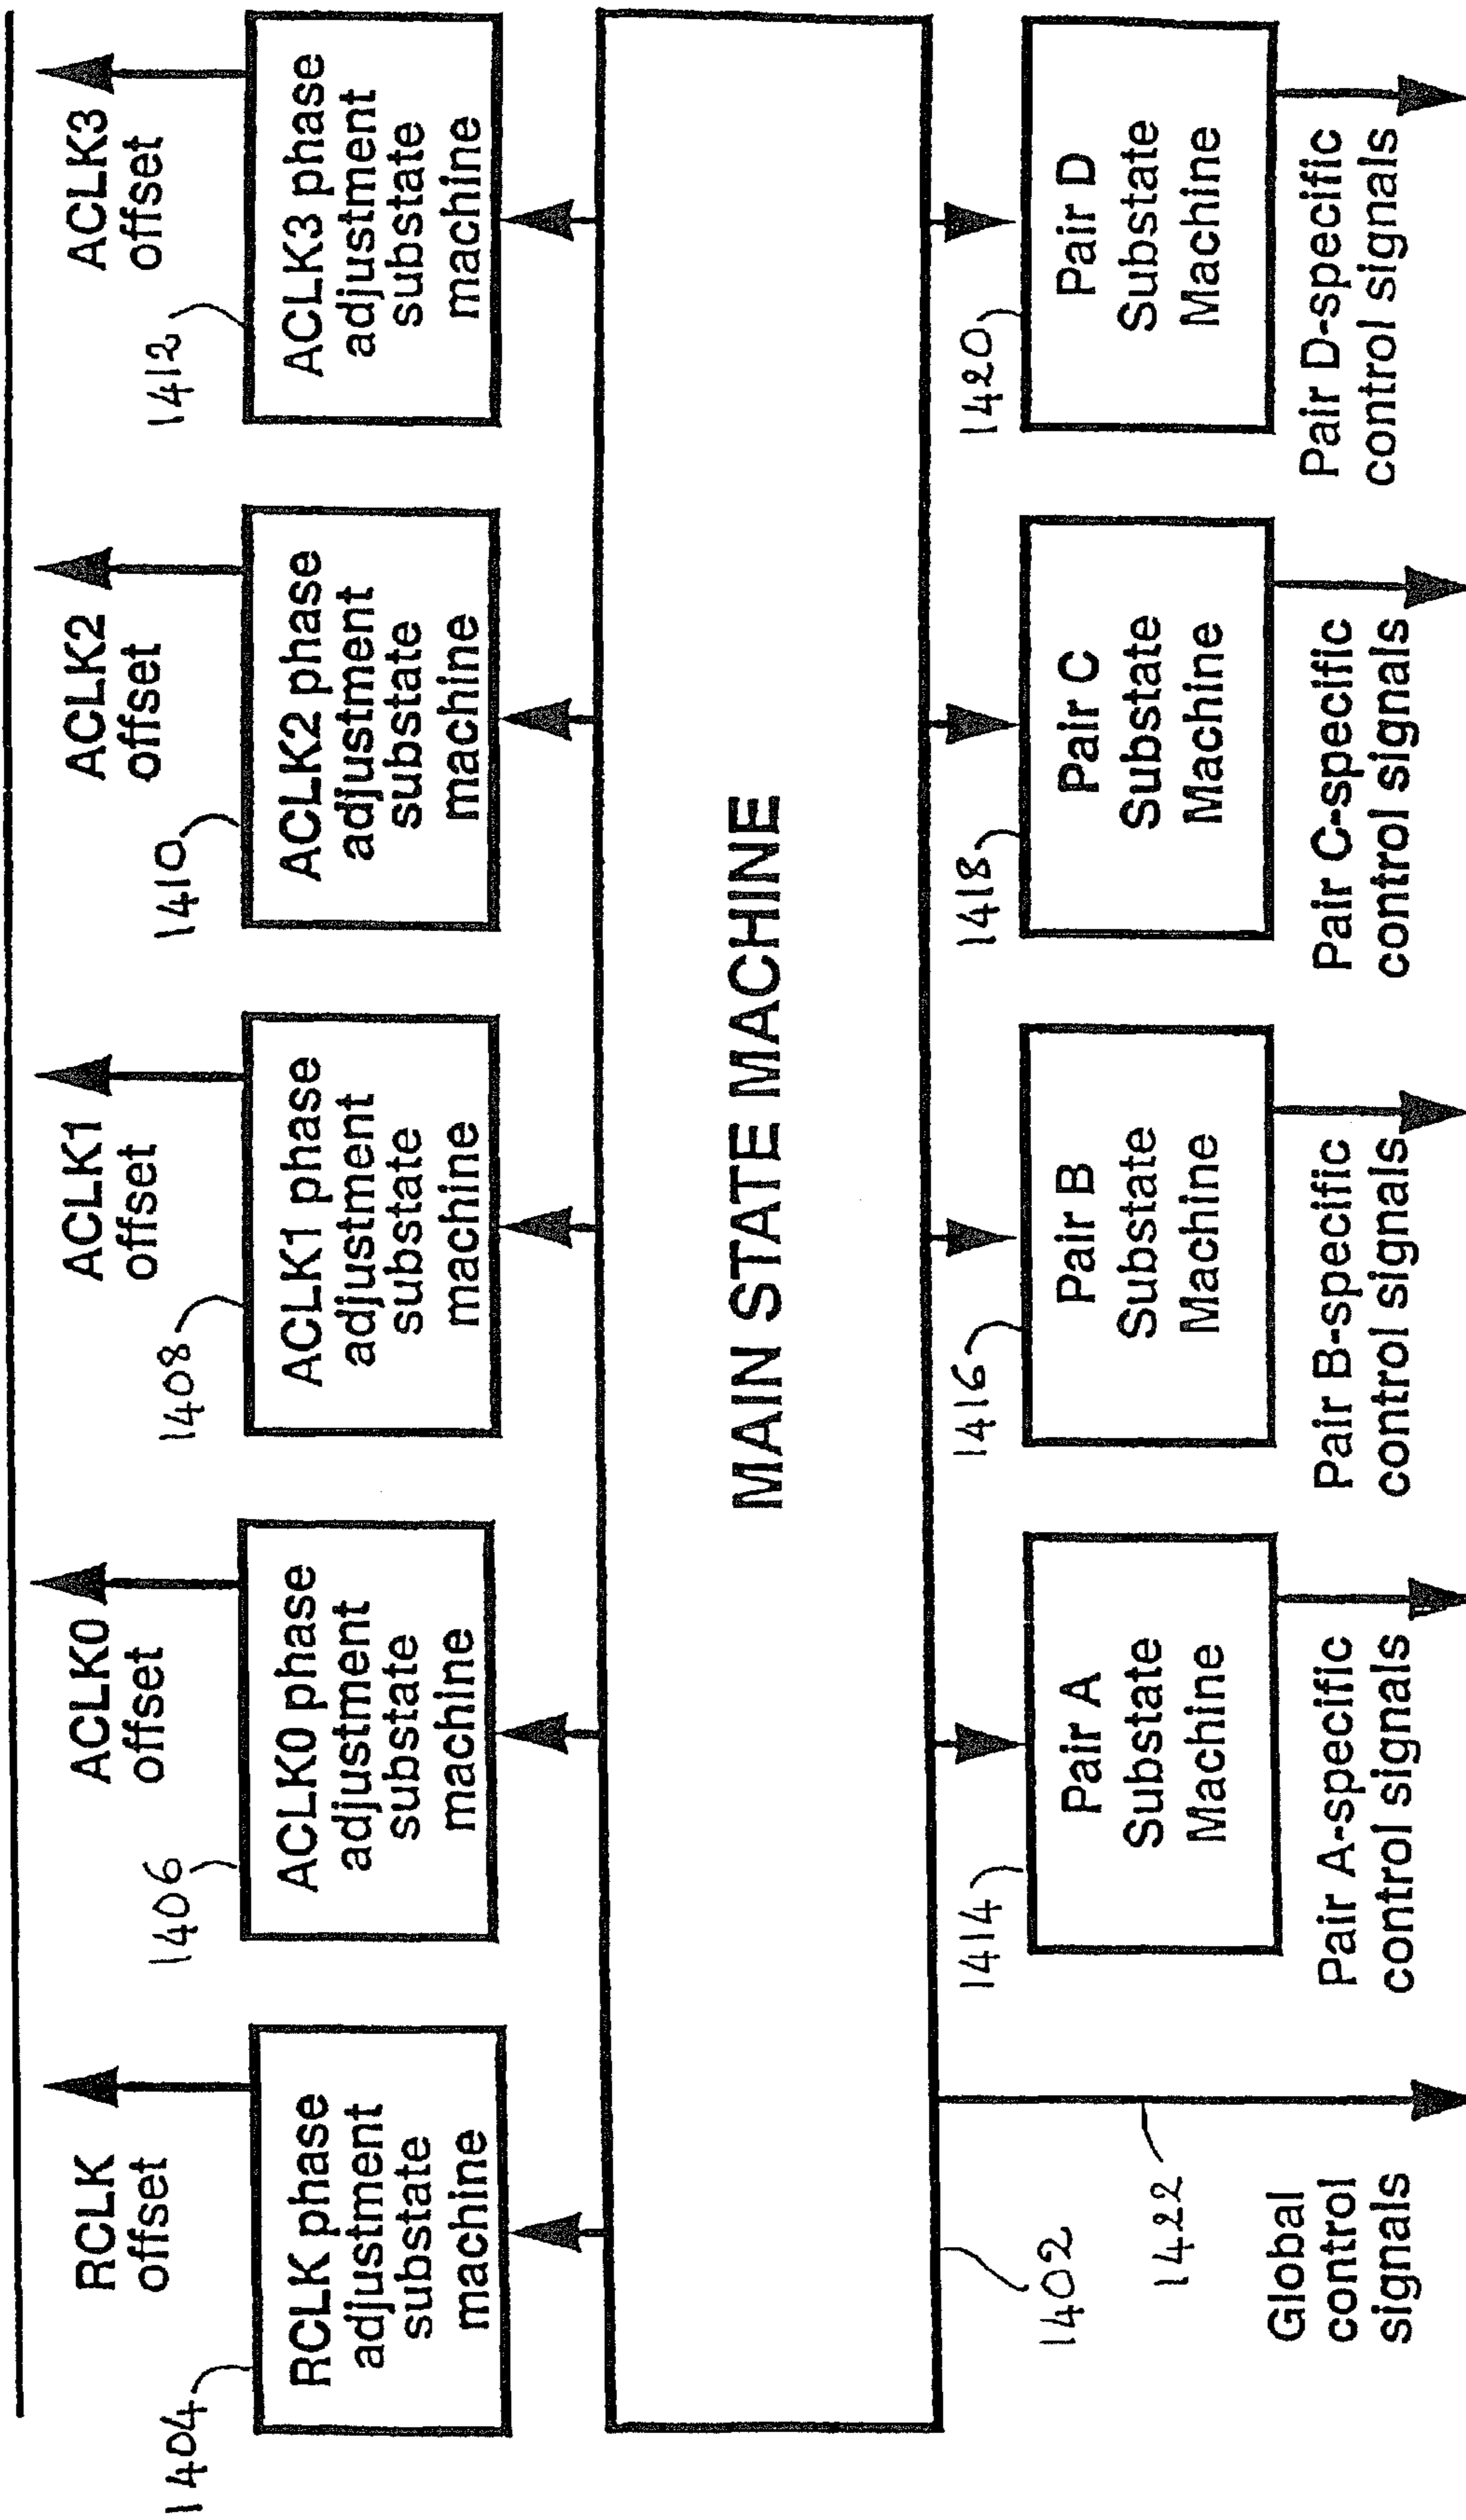 RCLK
offset
ACLK0
offset
ACLK1
offset
ACLK2
offset
ACLK3
offset
1404
1406
1408
1410
1412
RCLK phase
adjustment
substate
machine
ACLK0 phase
adjustment
substate
machine
ACLK1 phase
adjustment
substate
machine
ACLK2 phase
adjustment
substate
machine
ACLK3 phase
adjustment
substate
machine
MAIN STATE MACHINE
1402
1414
1416
1418
1420
Pair A
Substate
Machine
Pair B
Substate
Machine
Pair C
Substate
Machine
Pair D
Substate
Machine
1422
Global
control
signals
Pair A-specific
control signals
Pair B-specific
control signals
Pair C-specific
control signals
Pair D-specific
control signals